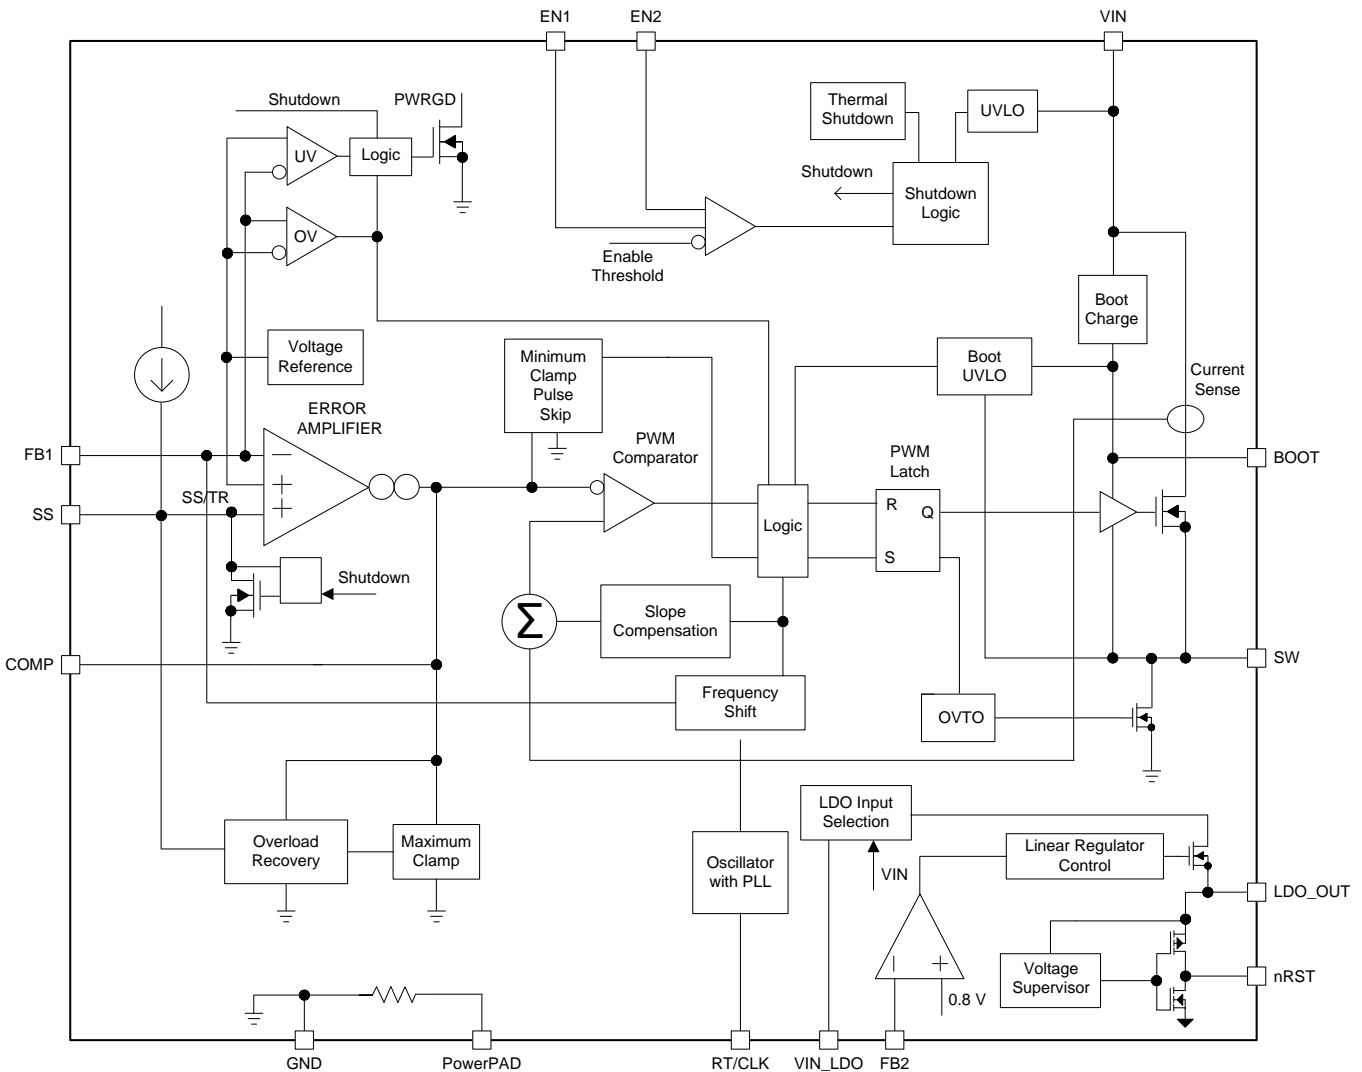 EN1
EN2
VIN
Shutdown
PWRGD
Thermal
Shutdown
UVLO
UV
Logic
Shutdown
Shutdown
Logic
OV
Enable
Threshold
Boot
Charge
Voltage
Reference
Minimum
Clamp
Pulse
Skip
Boot
UVLO
Current
Sense
ERROR
AMPLIFIER
PWM
Comparator
PWM
Latch
FB1
BOOT
SS/TR
SS
−
+
+
Logic
R
Q
S
Shutdown
Σ
Slope
Compensation
COMP
SW
Frequency
Shift
OVTO
LDO Input
Selection
Overload
Recovery
Maximum
Clamp
Oscillator
with PLL
VIN
Linear Regulator
Control
LDO_OUT
−
+
Voltage
Supervisor
nRST
0.8 V
GND
PowerPAD
RT/CLK
VIN_LDO
FB2